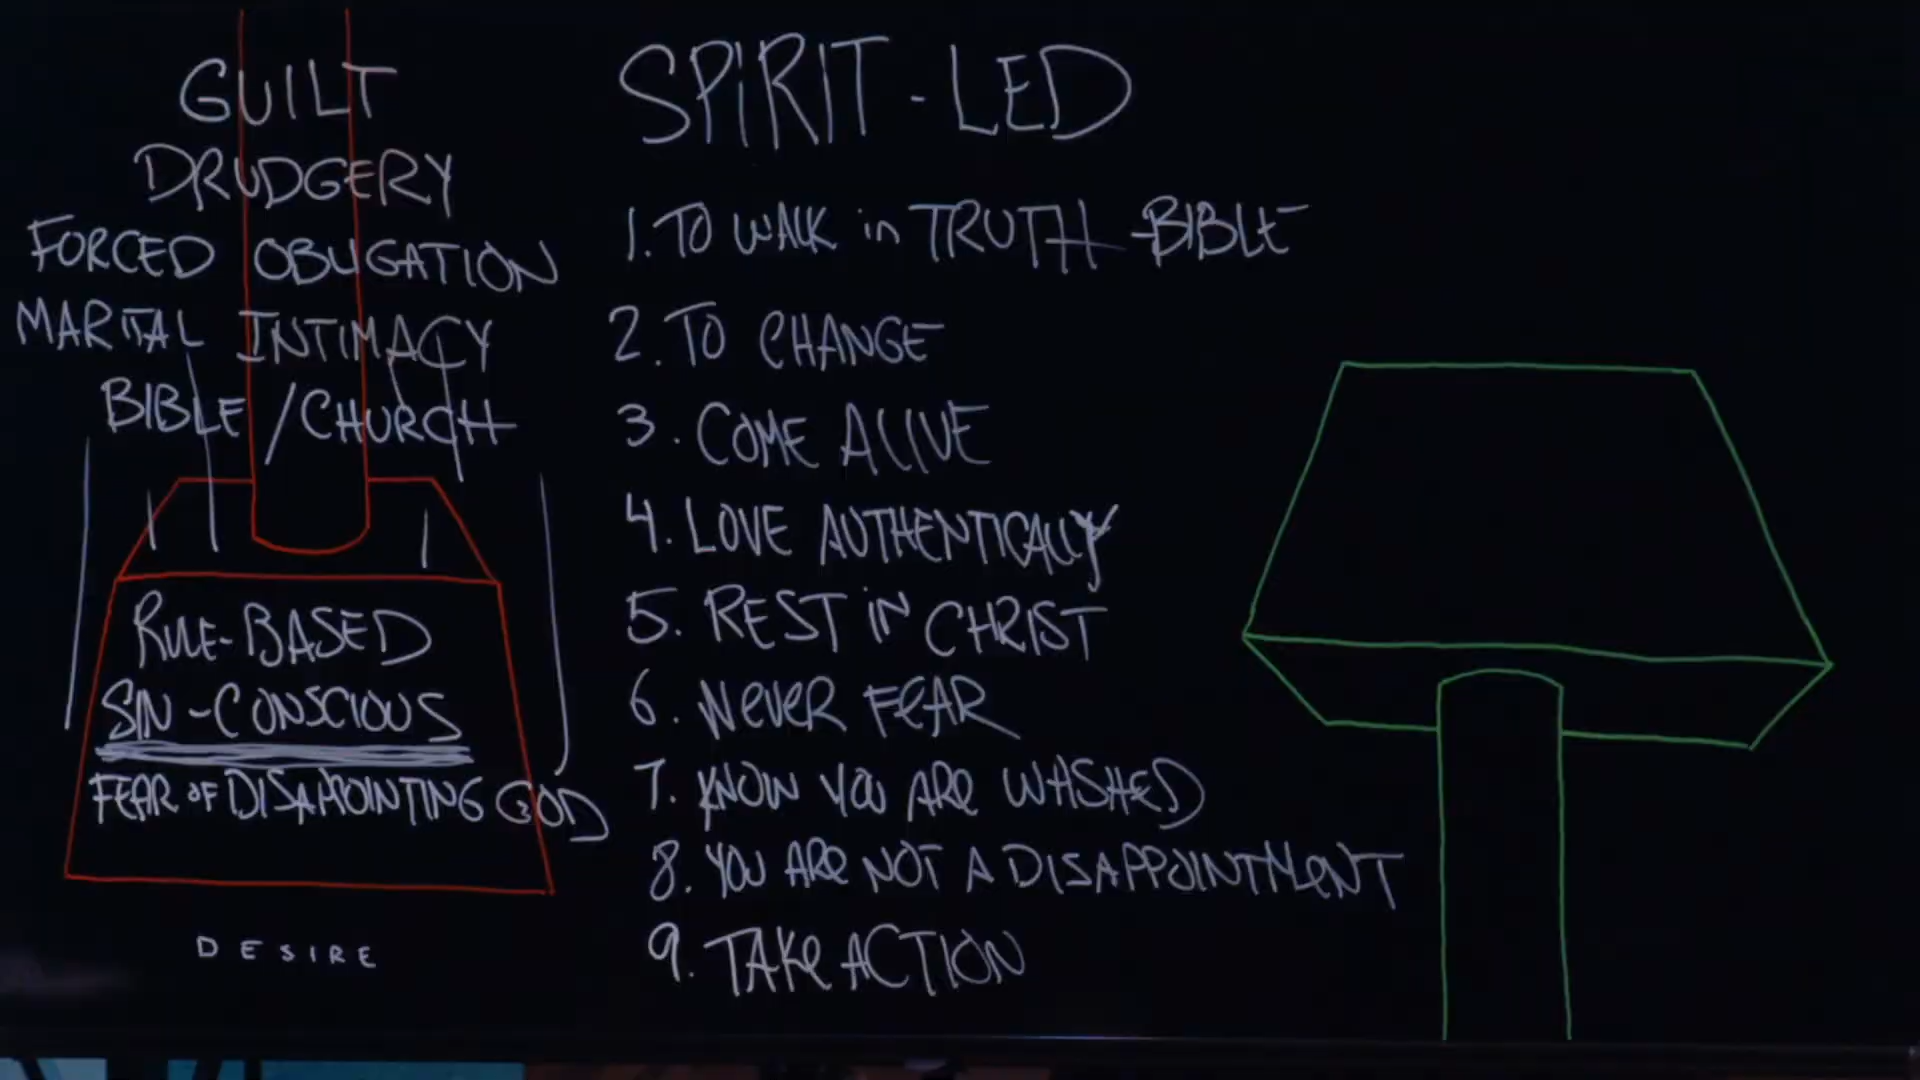 GUILT
DRUDGERY
FORCED OBLIGATION
MARITAL INTIMACY
BIBLE / CHURCH
RULE-BASED
SIN-CONSCIOUS
FEAR OF DISAPPOINTING GOD
DESIRE
SPIRIT-LED
1. TO WALK in TRUTH -BIBLE
2. TO CHANGE
3. COME ALIVE
4. LOVE AUTHENTICALLY
5. REST IN CHRIST
6. NEVER FEAR
7. KNOW YOU ARE WASHED
8. YOU ARE NOT A DISAPPOINTMENT
9. TAKE ACTION